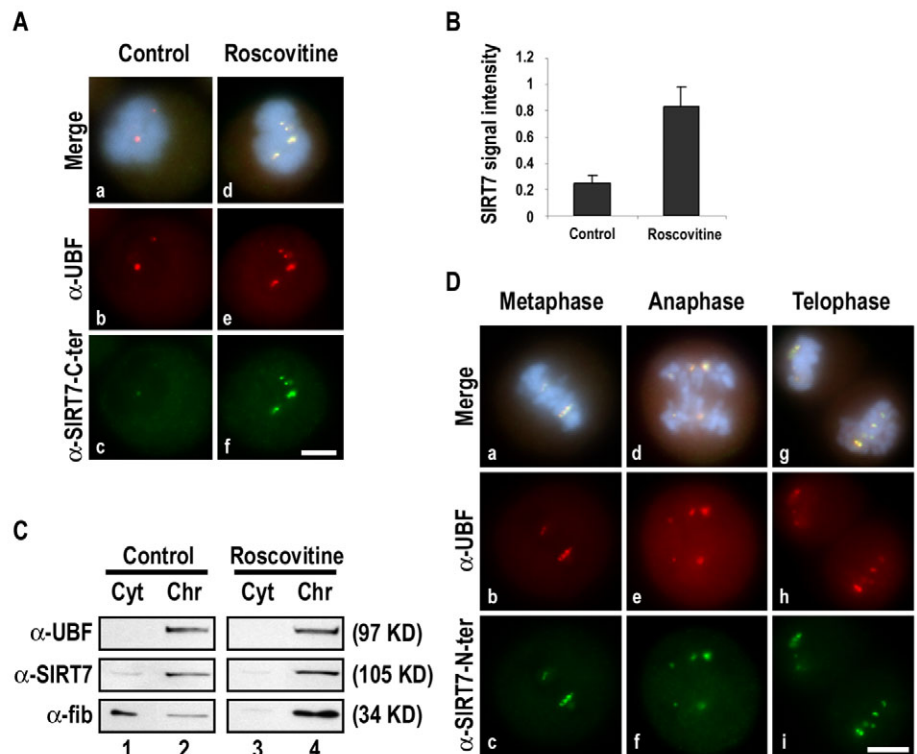 A
Control Roscovitine
Merge
a d
α-UBF
b e
α-SIRT7-C-ter
c f
B
SIRT7 signal intensity
1.2
1
0.8
0.6
0.4
0.2
0
Control Roscovitine
C
Control Roscovitine
Cyt Chr Cyt Chr
α-UBF (97 KD)
α-SIRT7 (105 KD)
α-fib (34 KD)
1 2 3 4
D
Metaphase Anaphase Telophase
Merge
a d g
α-UBF
b e h
α-SIRT7-N-ter
c f i